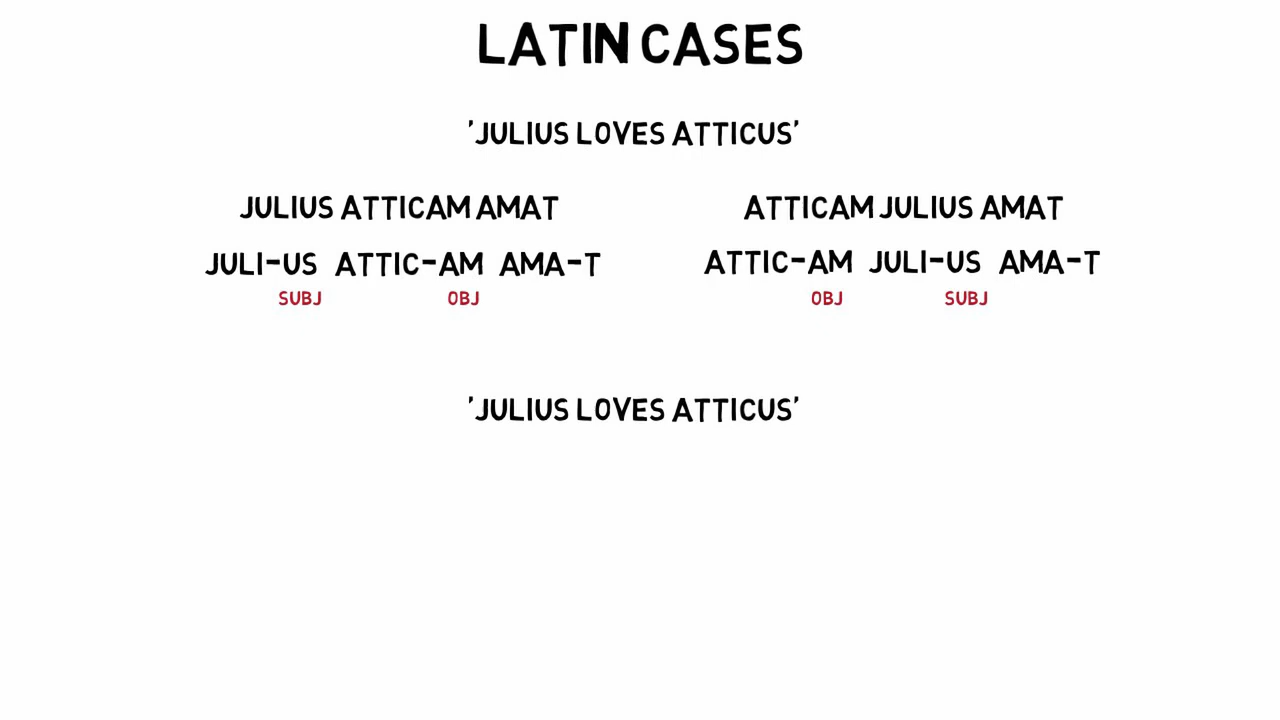 LATIN CASES
'JULIUS LOVES ATTICUS'
JULIUS ATTICAM AMAT
JULI-US ATTIC-AM AMA-T
SUBJ OBJ
ATTICAM JULIUS AMAT
ATTIC-AM JULI-US AMA-T
OBJ SUBJ
'JULIUS LOVES ATTICUS'